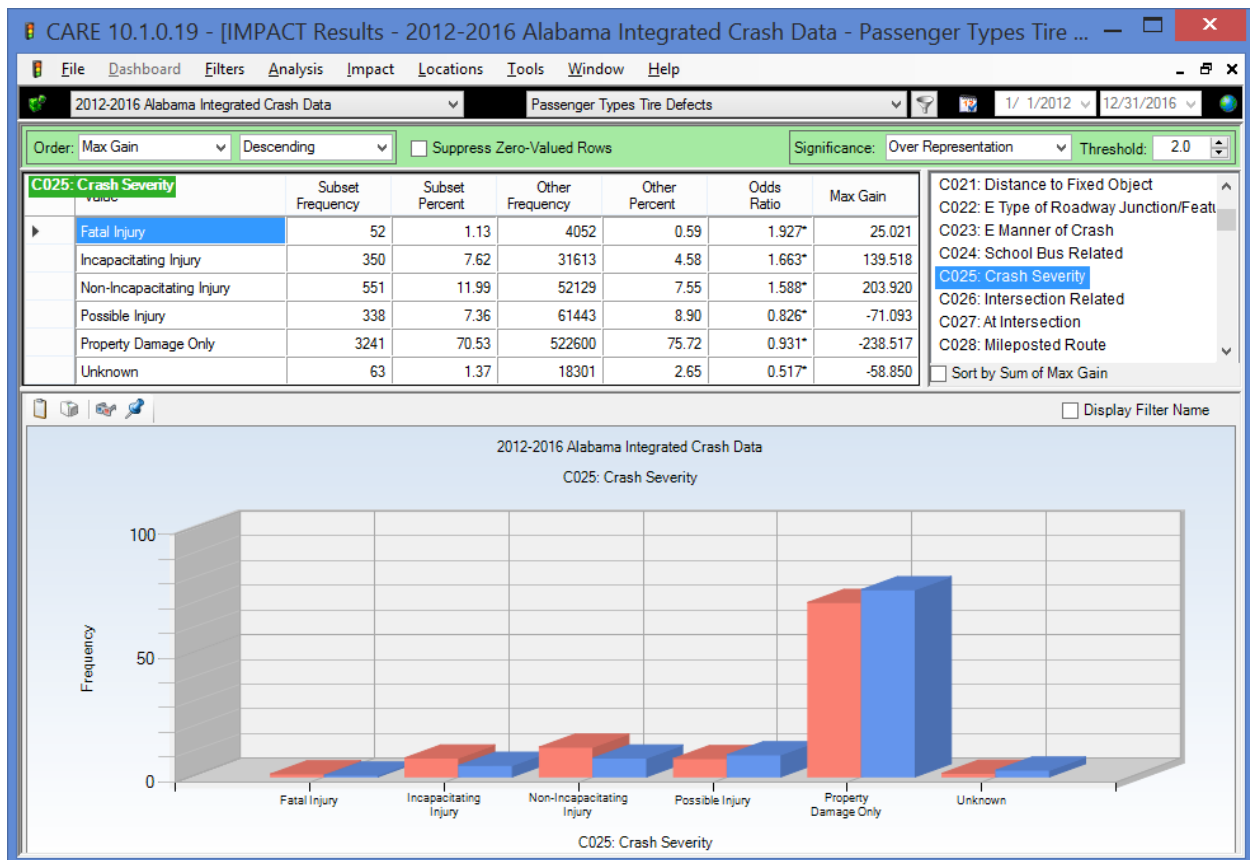 CARE 10.1.0.19 - [IMPACT Results - 2012-2016 Alabama Integrated Crash Data - Passenger Types Tire ...
File Dashboard Filters Analysis Impact Locations Tools Window Help
2012-2016 Alabama Integrated Crash Data Passenger Types Tire Defects 1/ 1/2012 12/31/2016
Order: Max Gain Descending Suppress Zero-Valued Rows Significance: Over Representation Threshold: 2.0
C025: Crash Severity
Value Subset Frequency Subset Percent Other Frequency Other Percent Odds Ratio Max Gain
Fatal Injury 52 1.13 4052 0.59 1.927* 25.021
Incapacitating Injury 350 7.62 31613 4.58 1.663* 139.518
Non-Incapacitating Injury 551 11.99 52129 7.55 1.588* 203.920
Possible Injury 338 7.36 61443 8.90 0.826* -71.093
Property Damage Only 3241 70.53 522600 75.72 0.931* -238.517
Unknown 63 1.37 18301 2.65 0.517* -58.850
C021: Distance to Fixed Object
C022: E Type of Roadway Junction/Featu
C023: E Manner of Crash
C024: School Bus Related
C025: Crash Severity
C026: Intersection Related
C027: At Intersection
C028: Mileposted Route
Sort by Sum of Max Gain
Display Filter Name
2012-2016 Alabama Integrated Crash Data
C025: Crash Severity
100
50
0
Frequency
Fatal Injury
Incapacitating
Injury
Non-Incapacitating
Injury
Possible Injury
Property
Damage Only
Unknown
C025: Crash Severity